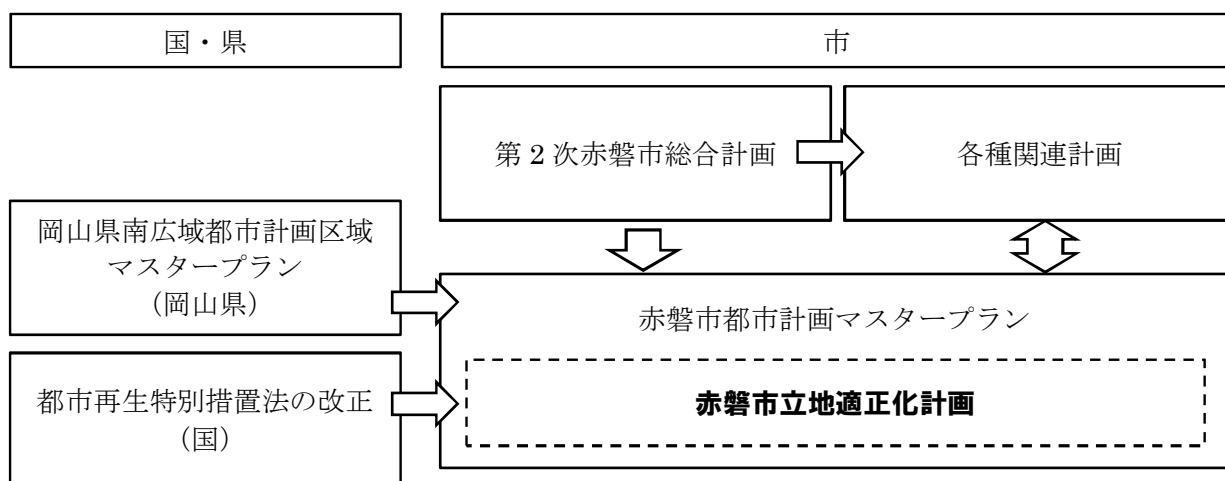 国・県
市
第2次赤磐市総合計画
各種関連計画
岡山県南広域都市計画区域
マスタープラン
（岡山県）
赤磐市都市計画マスタープラン
都市再生特別措置法の改正
（国）
赤磐市立地適正化計画